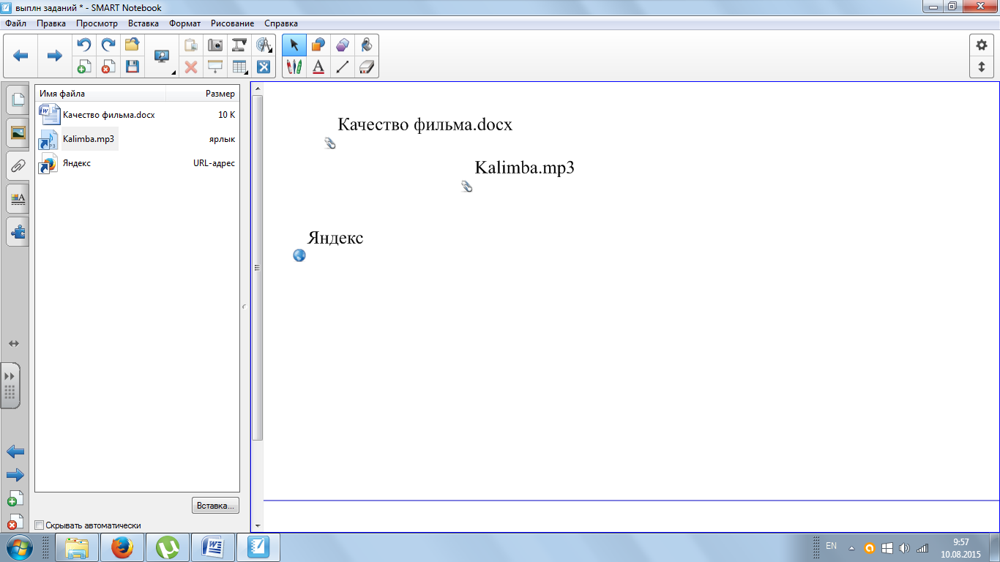 выплн заданий * - SMART Notebook
Файл Правка Просмотр Вставка Формат Рисование Справка
Имя файла Размер
Качество фильма.docx 10 K
Kalimba.mp3 ярлык
Яндекс URL-адрес
Качество фильма.docx
Kalimba.mp3
Яндекс
Вставка...
Скрывать автоматически
EN
9:57
10.08.2015